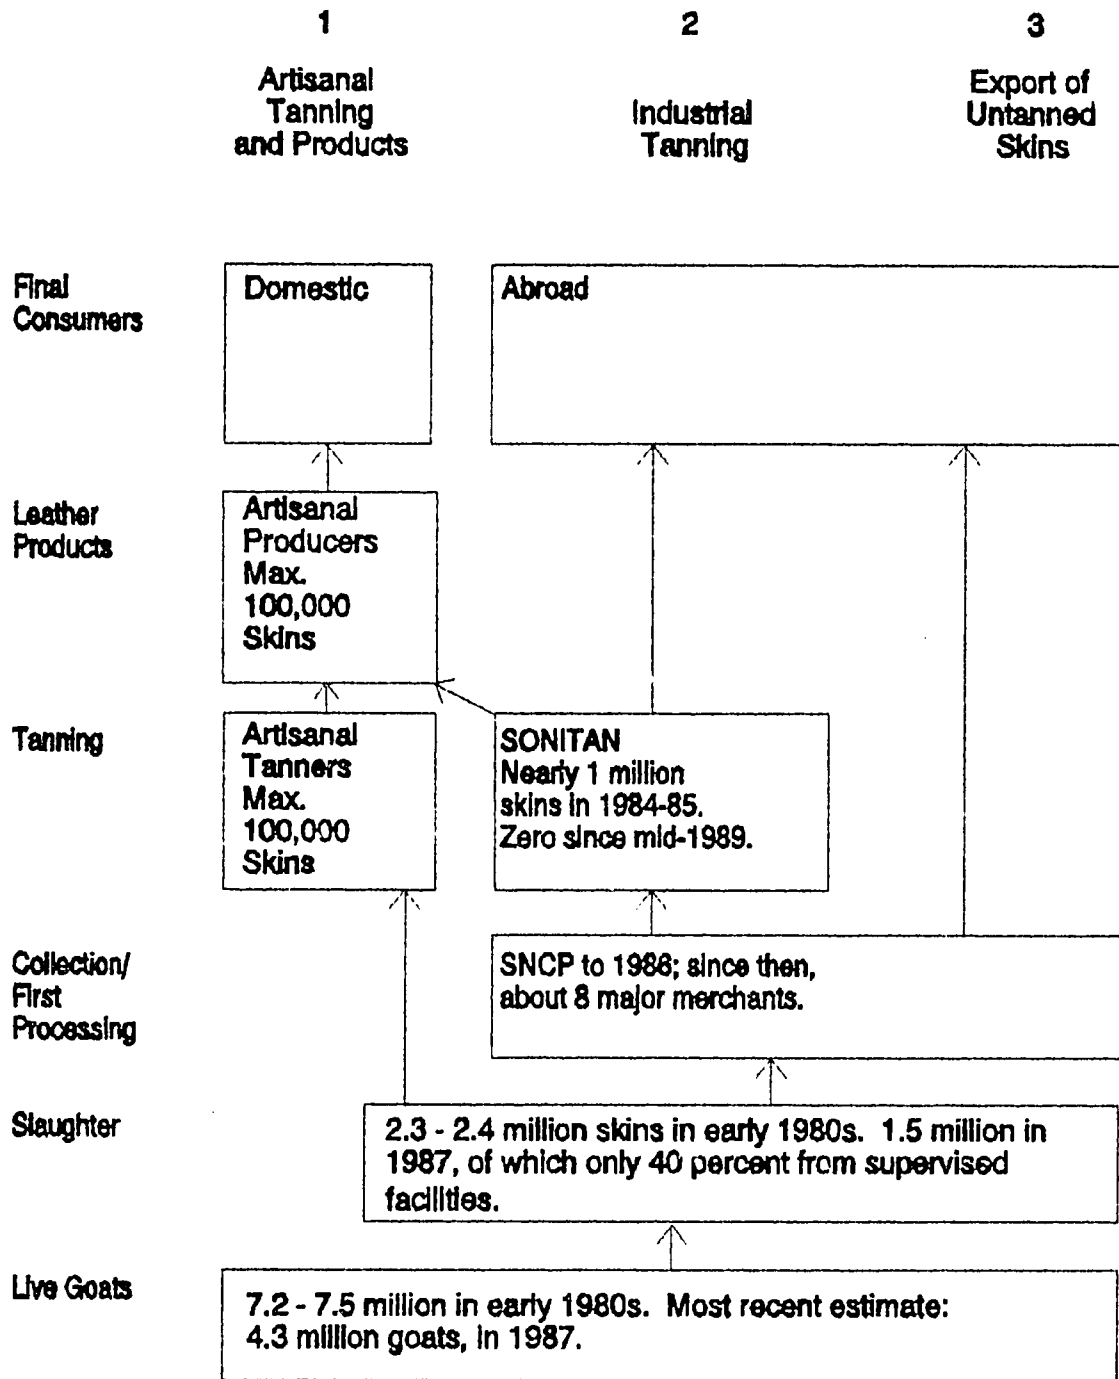 1
2
3
Artisanal
Tanning
and Products
Industrial
Tanning
Export of
Untanned
Skins
Final
Consumers
Domestic
Abroad
Leather
Products
Artisanal
Producers
Max.
100,000
Skins
Tanning
Artisanal
Tanners
Max.
100,000
Skins
SONITAN
Nearly 1 million
skins in 1984-85.
Zero since mid-1989.
Collection/
First
Processing
SNCP to 1986; since then,
about 8 major merchants.
Slaughter
2.3 - 2.4 million skins in early 1980s. 1.5 million in
1987, of which only 40 percent from supervised
facilities.
Live Goats
7.2 - 7.5 million in early 1980s. Most recent estimate:
4.3 million goats, in 1987.